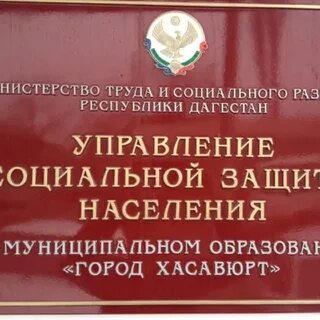 НИСТЕРСТВО ТРУДА И СОЦИАЛЬНОГО РАЗ
РЕСПУБЛИКИ ДАГЕСТАН
УПРАВЛЕНИЕ
СОЦИАЛЬНОЙ ЗАЩИТ
НАСЕЛЕНИЯ
МУНИЦИПАЛЬНОМ ОБРАЗОВАН
«ГОРОД ХАСАВЮРТ»